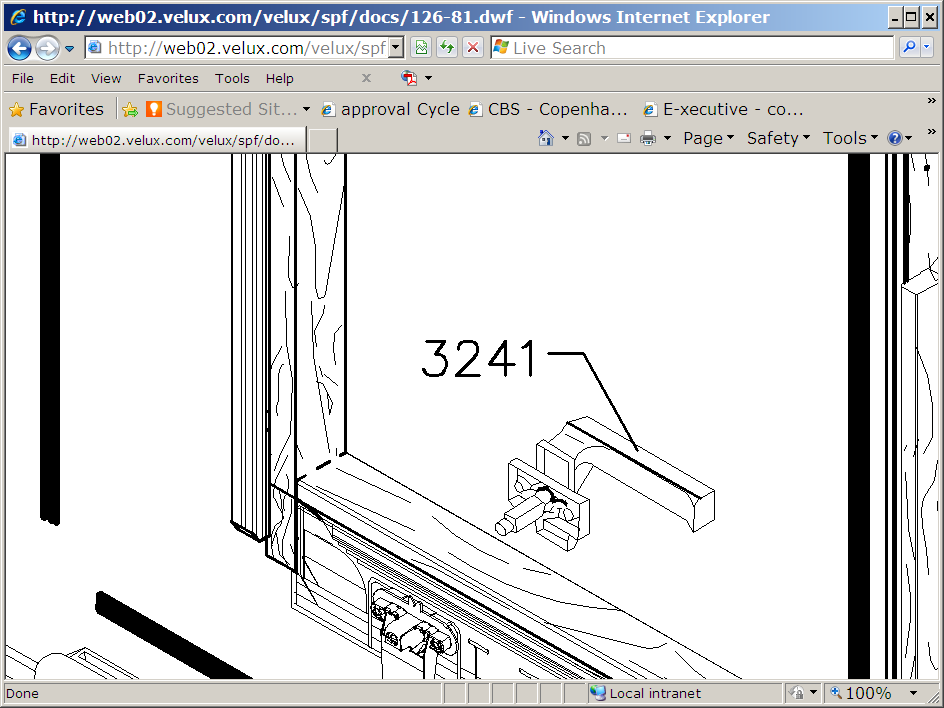 http://web02.velux.com/velux/spf/docs/126-81.dwf - Windows Internet Explorer
http://web02.velux.com/velux/spf Live Search
File Edit View Favorites Tools Help x
Favorites Suggested Sit... approval Cycle CBS - Copenha... E-xecutive - co... »
http://web02.velux.com/velux/spf/do... Page Safety Tools »
3241
Done Local intranet 100%